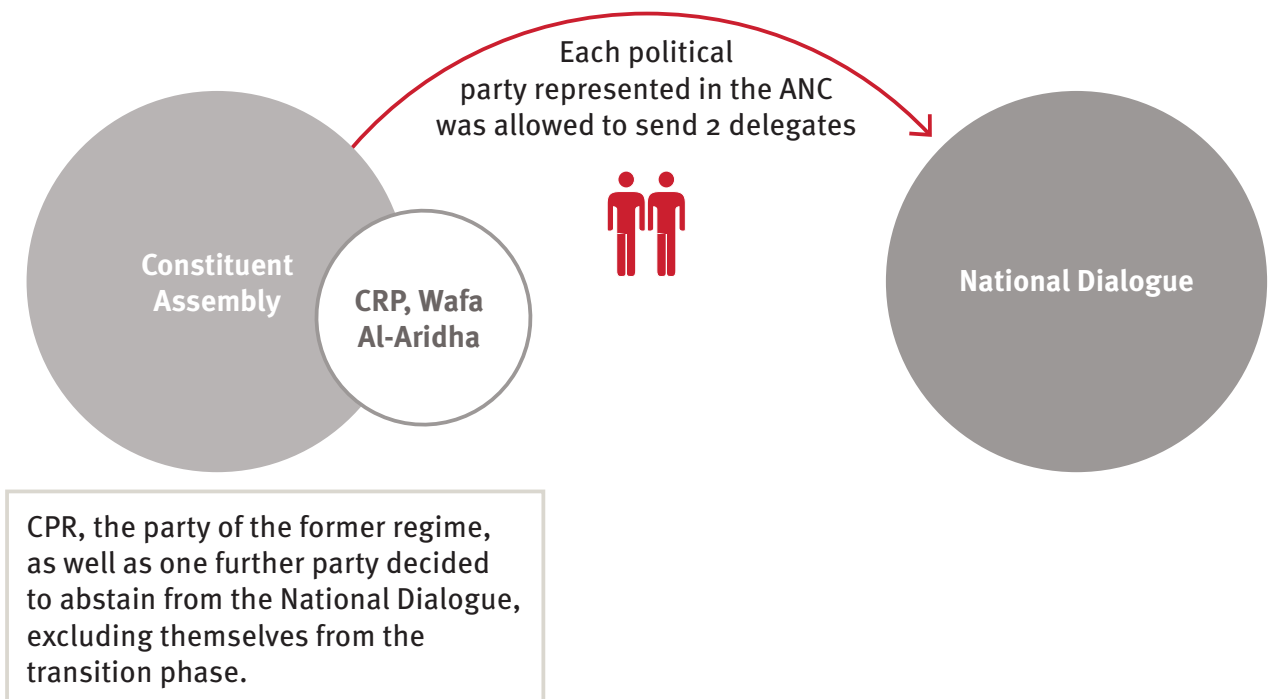 Each political
party represented in the ANC
was allowed to send 2 delegates
Constituent
Assembly
CRP, Wafa
Al-Aridha
National Dialogue
CPR, the party of the former regime,
as well as one further party decided
to abstain from the National Dialogue,
excluding themselves from the
transition phase.